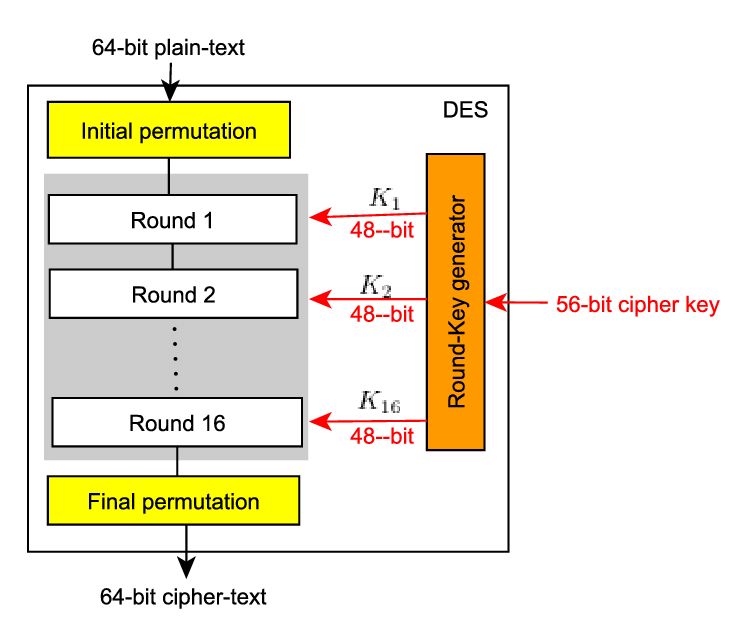 64-bit plain-text
DES
Initial permutation
K₁
Round 1
48--bit
K₂
Round 2
48--bit
56-bit cipher key
Round-Key generator
K₁₆
Round 16
48--bit
Final permutation
64-bit cipher-text